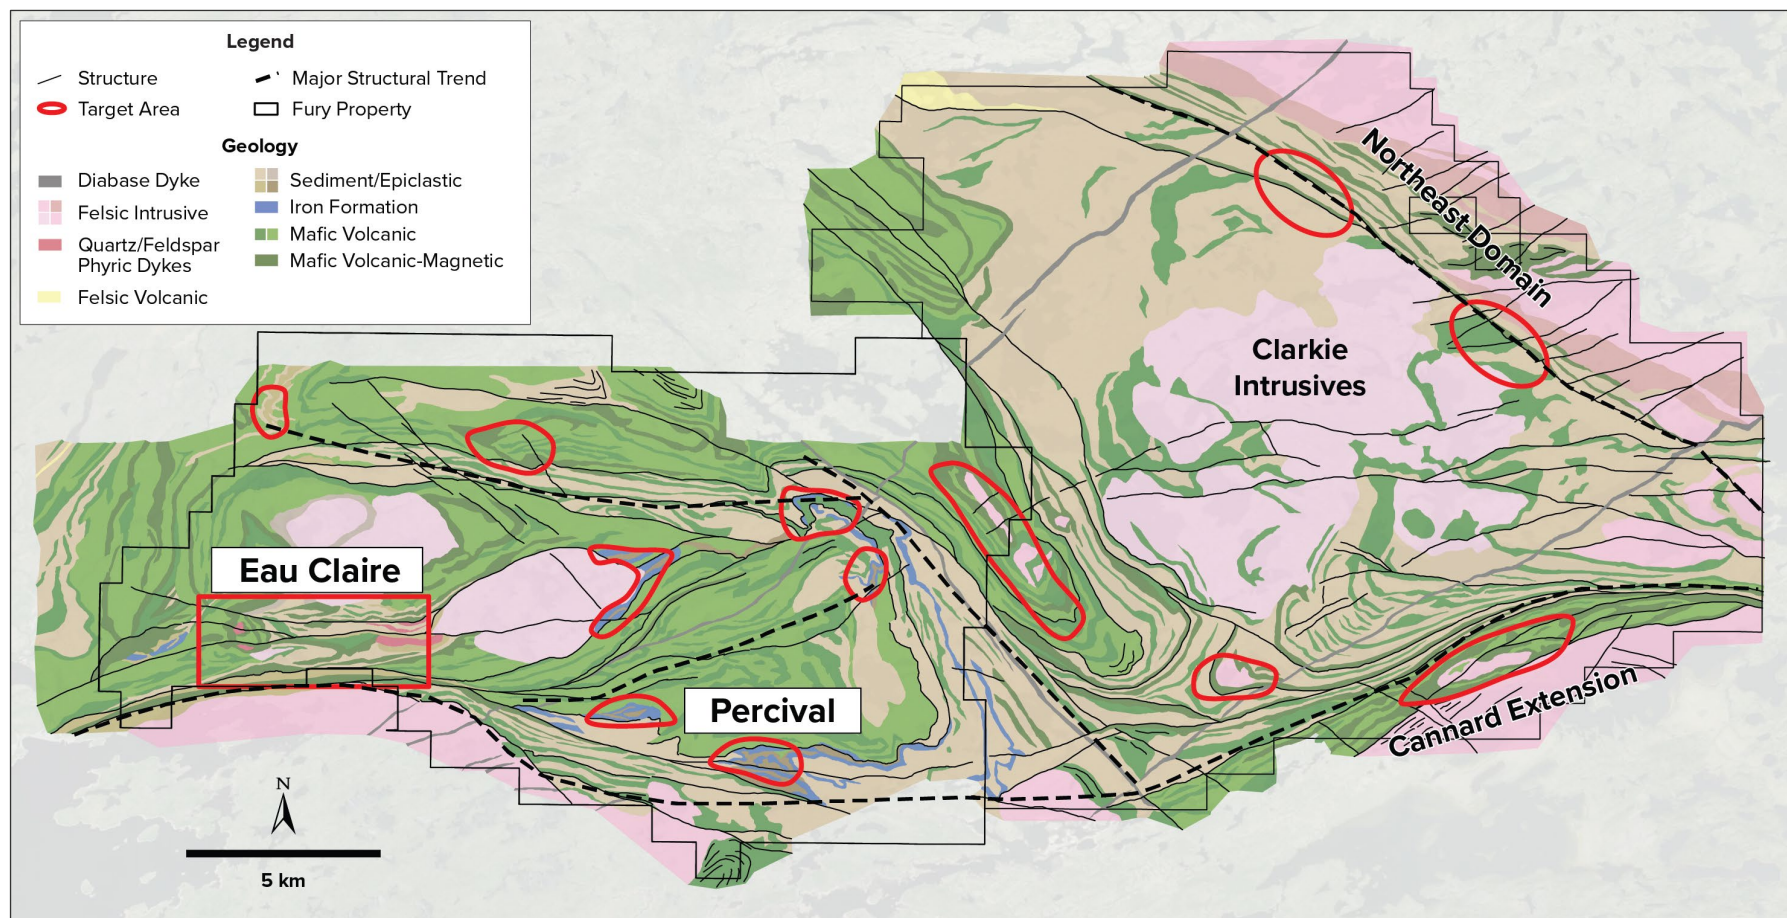 Legend
Structure
Major Structural Trend
Target Area
Fury Property
Geology
Diabase Dyke
Felsic Intrusive
Quartz/Feldspar
Phyric Dykes
Felsic Volcanic
Sediment/Epiclastic
Iron Formation
Mafic Volcanic
Mafic Volcanic-Magnetic
Northeast Domain
Clarkie
Intrusives
Eau Claire
Percival
Cannard Extension
N
5 km